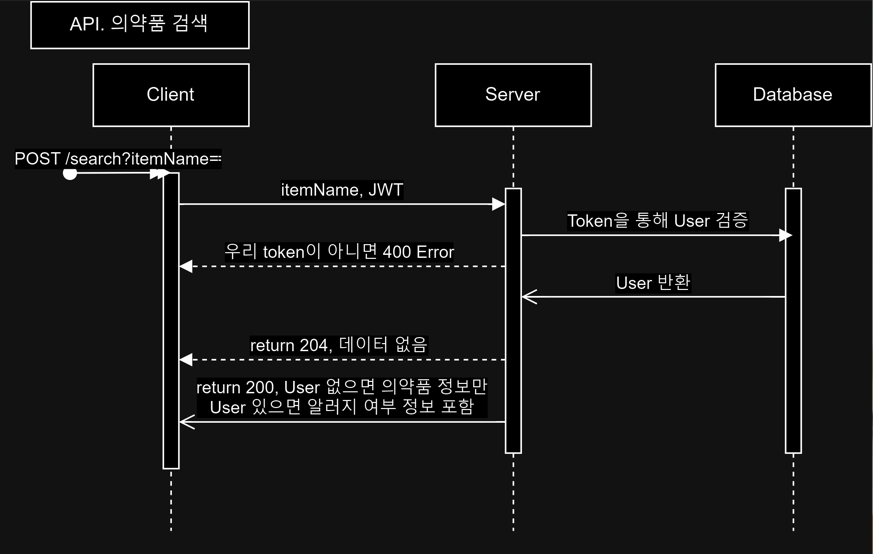 API. 의약품 검색
Client
Server
Database
POST /search?itemName==
itemName, JWT
Token을 통해 User 검증
우리 token이 아니면 400 Error
User 반환
return 204, 데이터 없음
return 200, User 없으면 의약품 정보만
User 있으면 알러지 여부 정보 포함